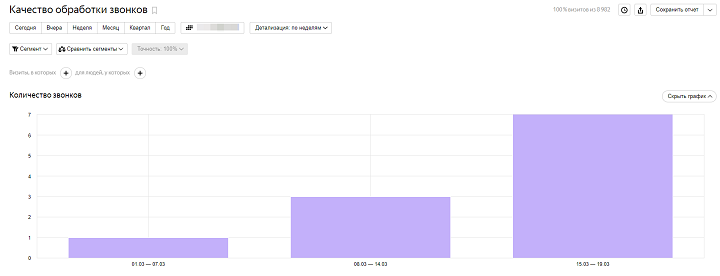 Качество обработки звонков
100% визитов из 8 982
Сохранить отчет
Сегодня Вчера Неделя Месяц Квартал Год
Детализация: по неделям
Сегмент Сравнить сегменты Точность: 100%
Визиты, в которых + для людей, у которых +
Количество звонков
Скрыть график
7
6
5
4
3
2
1
0
01.03 — 07.03 08.03 — 14.03 15.03 — 19.03